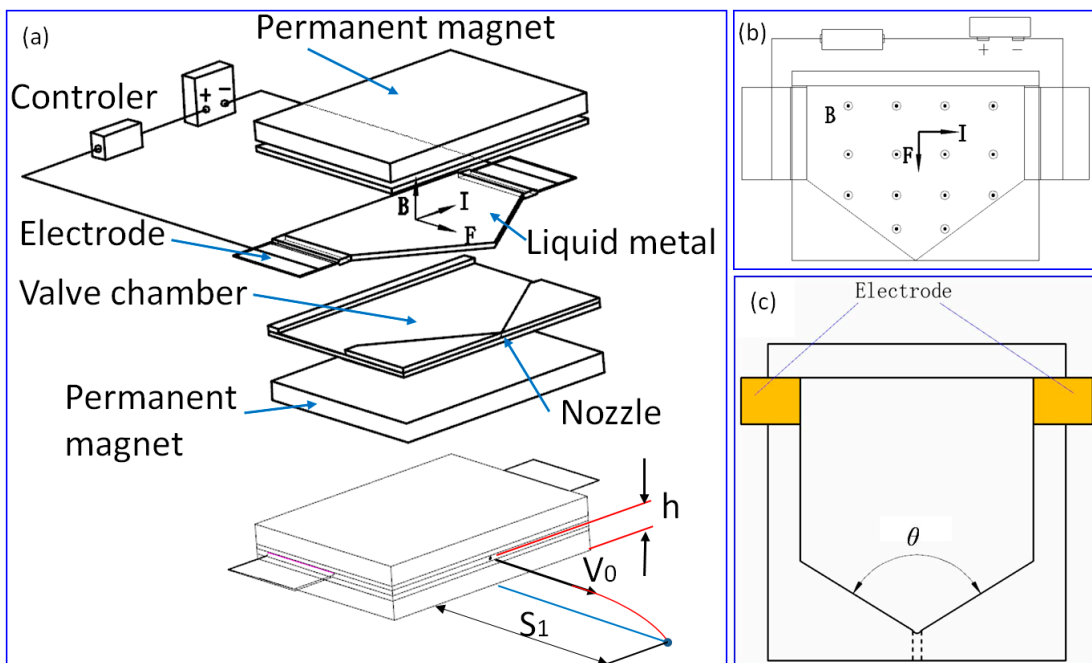 (a)
Permanent magnet
Controler
+ -
B
I
F
Electrode
Liquid metal
Valve chamber
Permanent
magnet
Nozzle
h
V0
S1
(b)
+ -
B
I
F
(c)
Electrode
θ